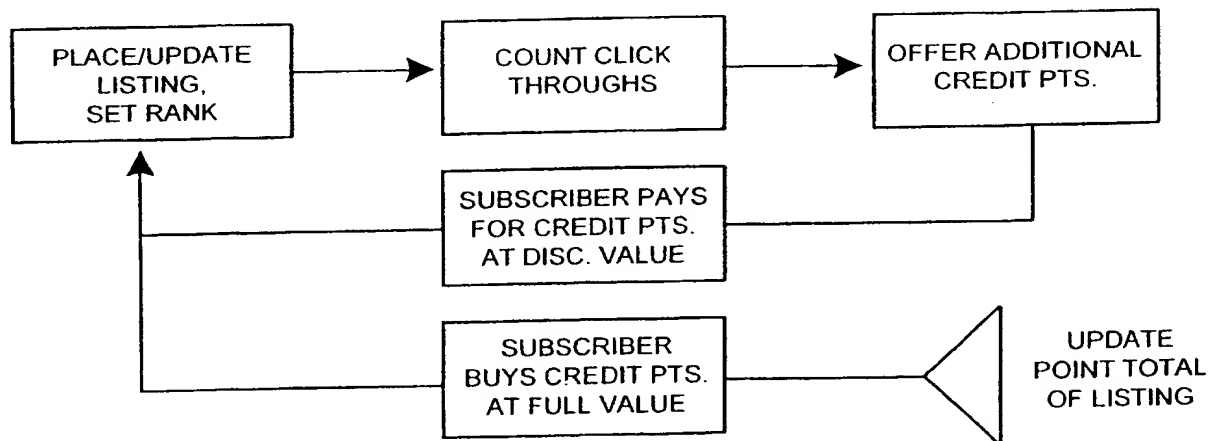 PLACE/UPDATE
LISTING,
SET RANK
COUNT CLICK
THROUGHS
OFFER ADDITIONAL
CREDIT PTS.
SUBSCRIBER PAYS
FOR CREDIT PTS.
AT DISC. VALUE
SUBSCRIBER
BUYS CREDIT PTS.
AT FULL VALUE
UPDATE
POINT TOTAL
OF LISTING